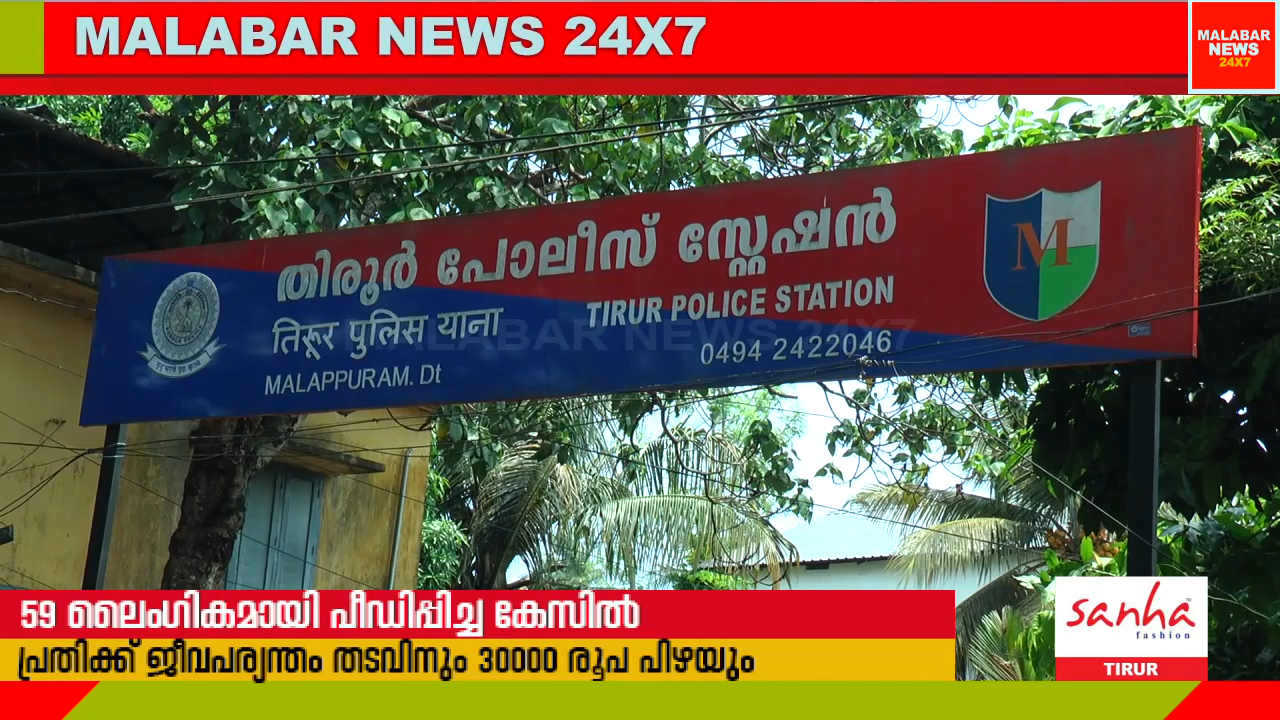 MALABAR NEWS 24X7
MALABAR
NEWS
24X7
തിരൂർ പോലീസ് സ്റ്റേഷൻ
तिरूर पुलिस याना
TIRUR POLICE STATION
MALABAR NEWS 24X7
0494 2422046
MALAPPURAM. Dt
M
59 ലൈംഗികമായി പീഡിപ്പിച്ച കേസിൽ
പ്രതിക്ക് ജീവപര്യന്തം തടവിനും 30000 രൂപ പിഴയും
sanha
fashion
TIRUR